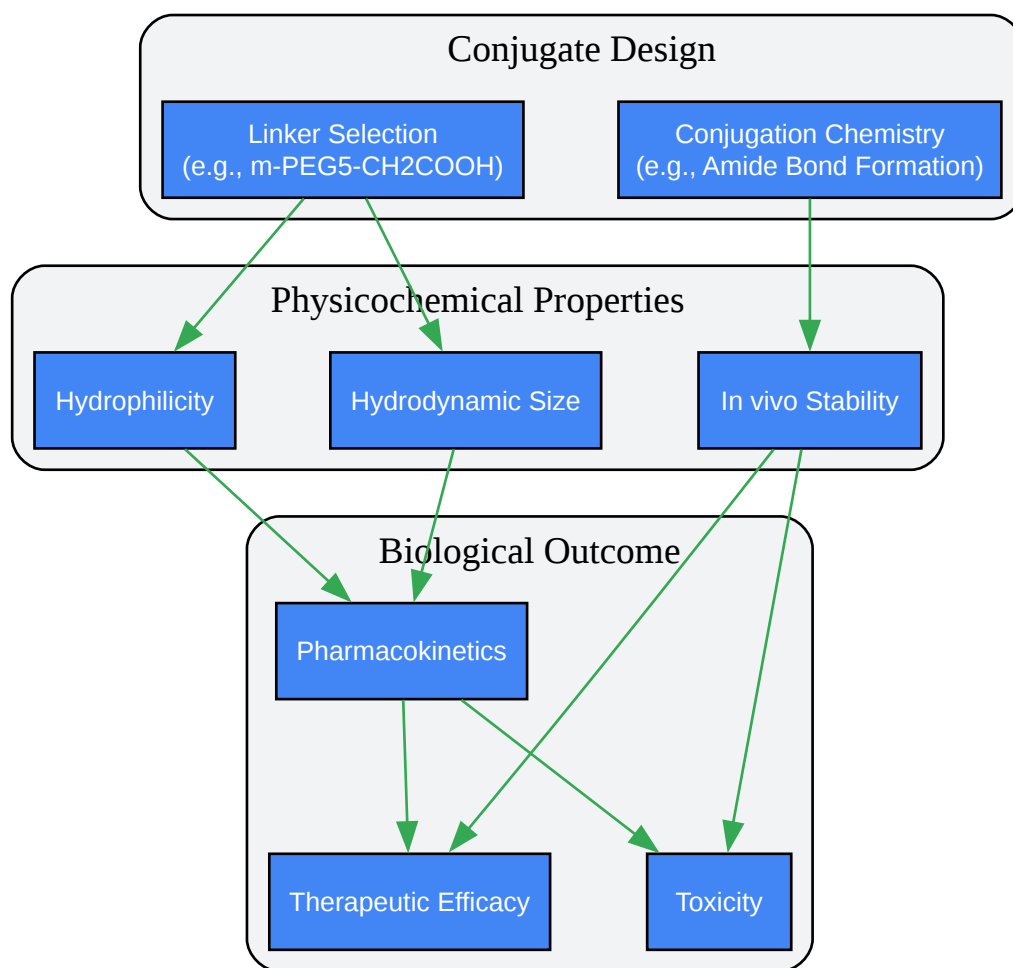 Conjugate Design
Linker Selection
(e.g., m-PEG5-CH2COOH)
Conjugation Chemistry
(e.g., Amide Bond Formation)
Physicochemical Properties
Hydrophilicity
Hydrodynamic Size
In vivo Stability
Biological Outcome
Pharmacokinetics
Therapeutic Efficacy
Toxicity